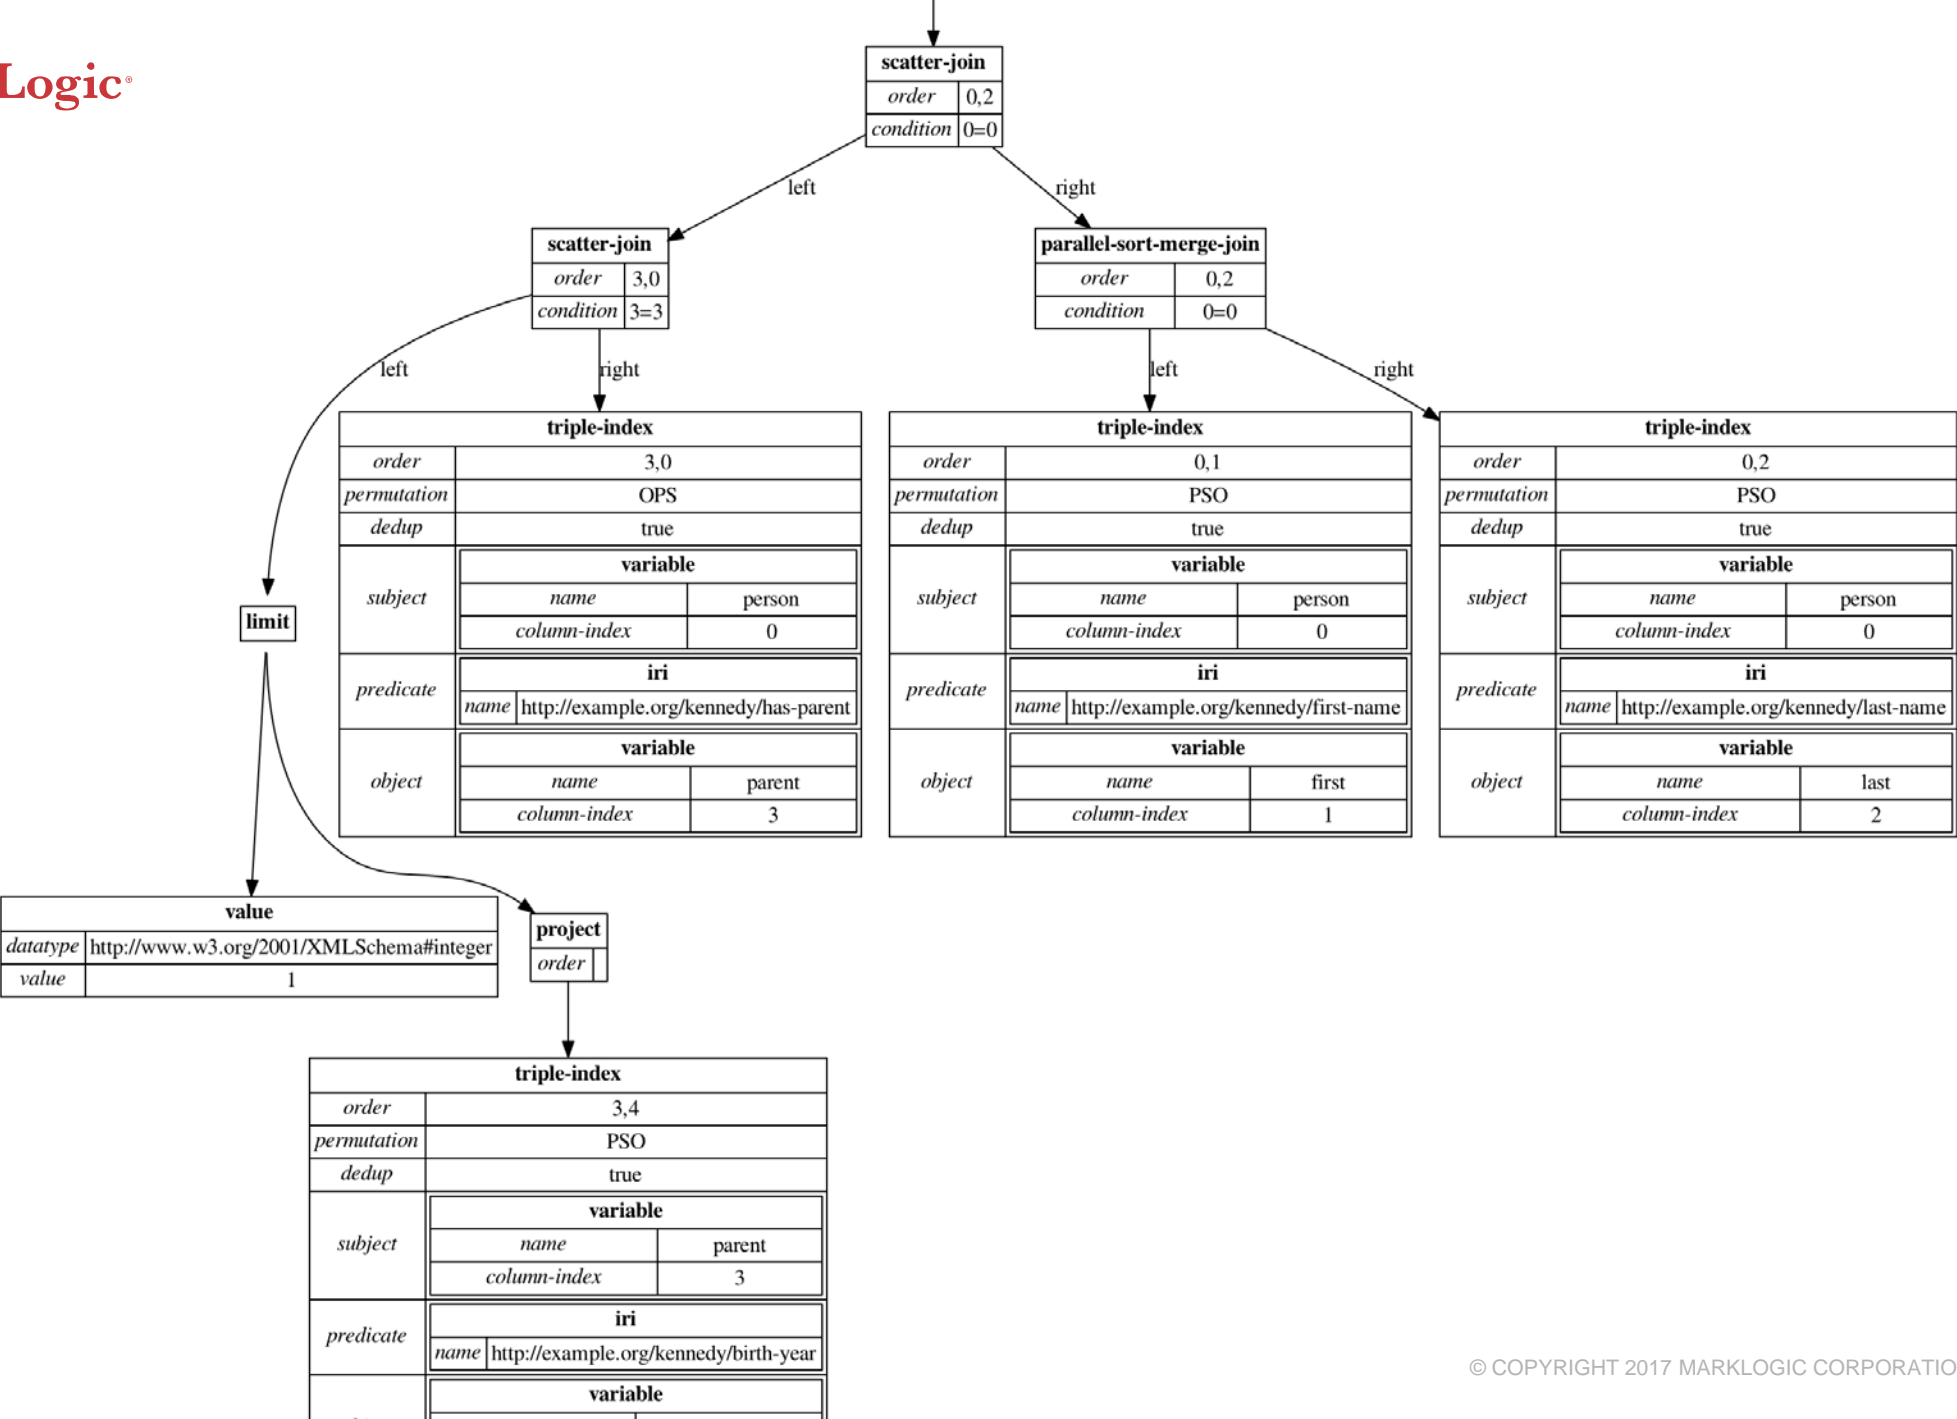 Logic®
scatter-join
order 0,2
condition 0=0
left
right
scatter-join
order 3,0
condition 3=3
parallel-sort-merge-join
order 0,2
condition 0=0
left
right
left
right
triple-index
order 3,0
permutation OPS
dedup true
subject
variable
name person
column-index 0
predicate
iri
name http://example.org/kennedy/has-parent
object
variable
name parent
column-index 3
triple-index
order 0,1
permutation PSO
dedup true
subject
variable
name person
column-index 0
predicate
iri
name http://example.org/kennedy/first-name
object
variable
name first
column-index 1
triple-index
order 0,2
permutation PSO
dedup true
subject
variable
name person
column-index 0
predicate
iri
name http://example.org/kennedy/last-name
object
variable
name last
column-index 2
limit
value
datatype http://www.w3.org/2001/XMLSchema#integer
value 1
project
order
triple-index
order 3,4
permutation PSO
dedup true
subject
variable
name parent
column-index 3
predicate
iri
name http://example.org/kennedy/birth-year
variable
© COPYRIGHT 2017 MARKLOGIC CORPORATIO